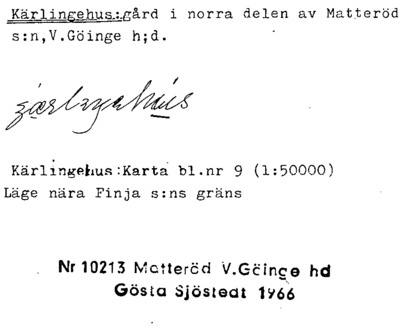 Kärlingehus:gård i norra delen av Matteröd
s:n,V.Göinge h;d.
Kärlingehus:Karta bl.nr 9 (1:50000)
Läge nära Finja s:ns gräns
Nr 10213 Matteröd V.Göinge hd
Gösta Sjöstedt 1966